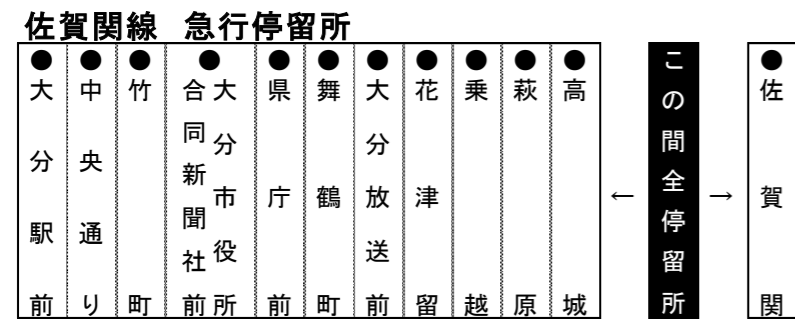 佐賀関線 急行停留所
● ● ● ● ● ● ● ● ● ● ● ●
大分駅前
中央通り
竹町
大分市役所
合同新聞社前
県庁前
舞鶴町
大分放送前
花津留
乗越
萩原
高城
← この間全停留所 →
佐賀関